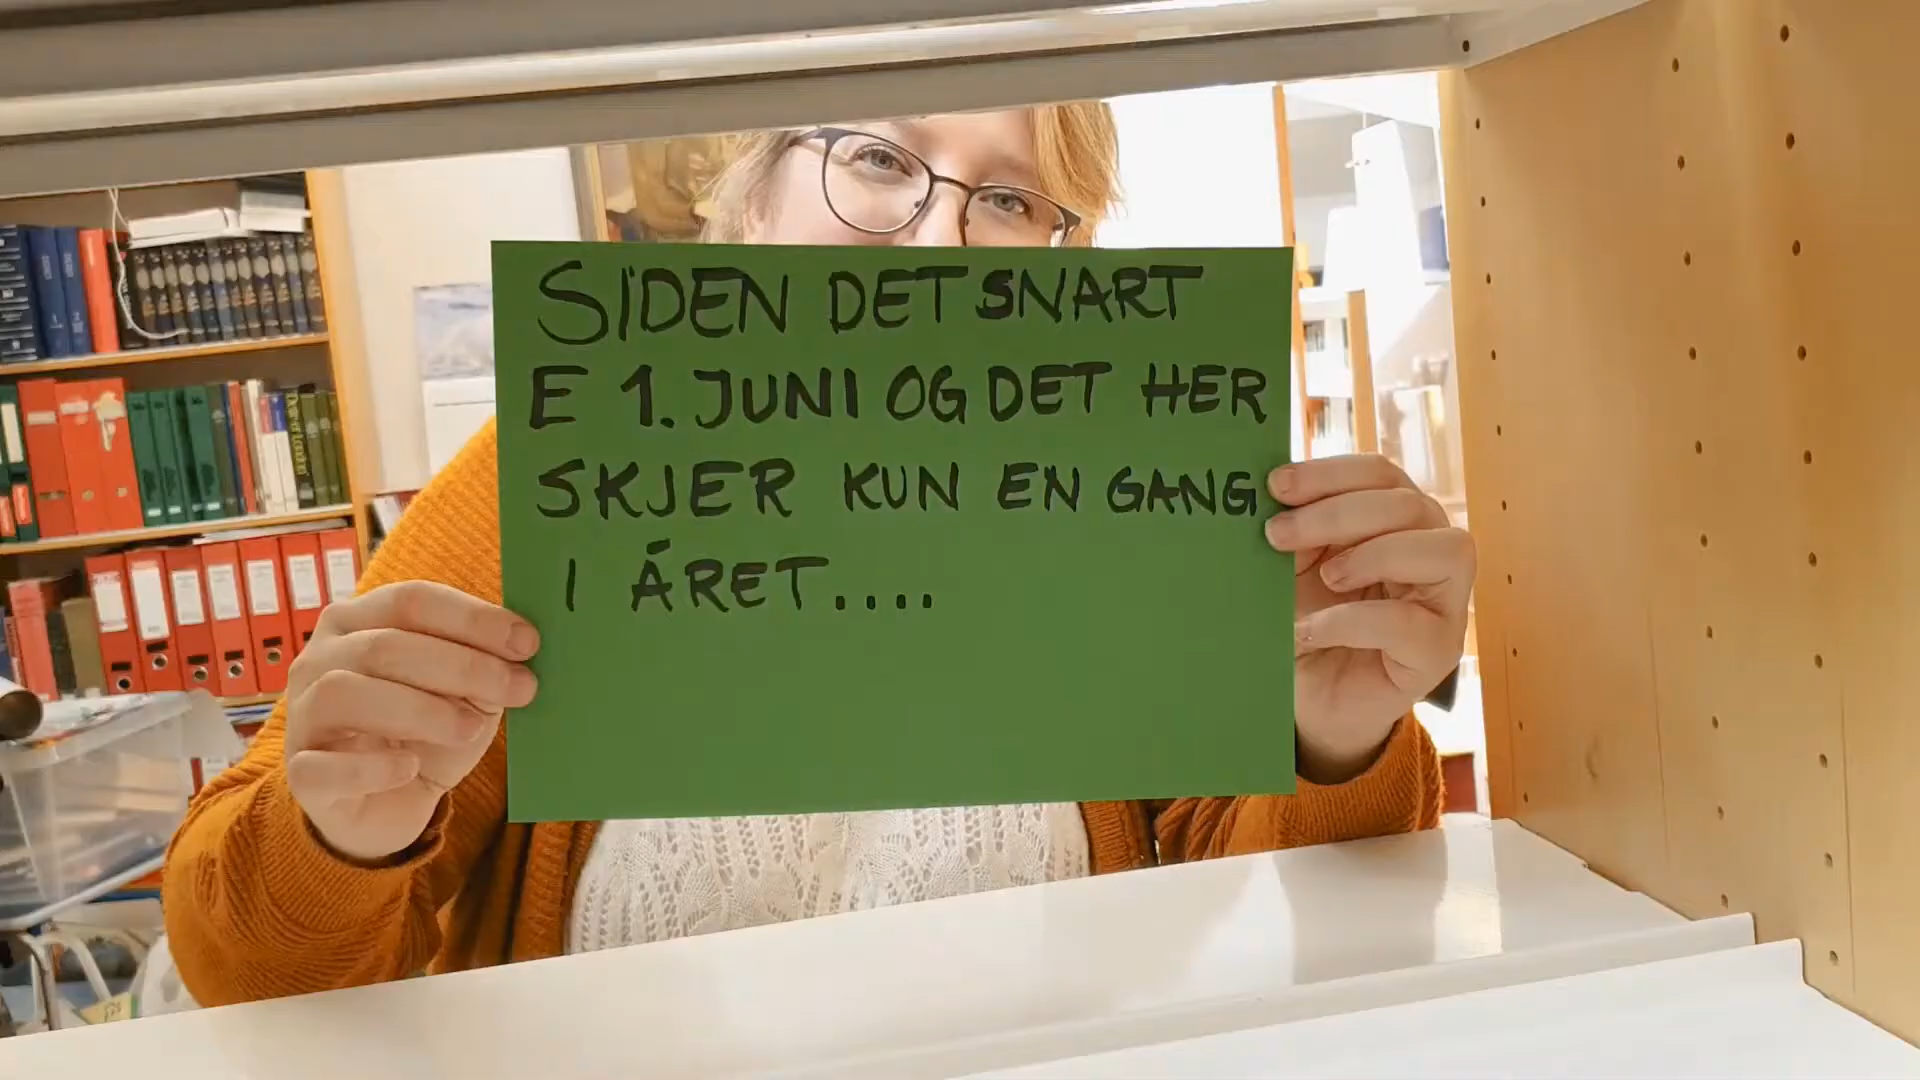 SIDEN DET SNART
E 1. JUNI OG DET HER
SKJER KUN EN GANG
I ÅRET....